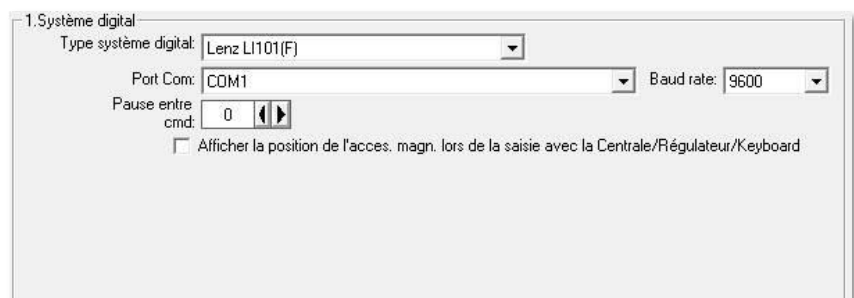 1.Système digital
Type système digital: Lenz LI101(F)
Port Com: COM1 Baud rate: 9600
Pause entre
cmd: 0
Afficher la position de l'acces. magn. lors de la saisie avec la Centrale/Régulateur/Keyboard